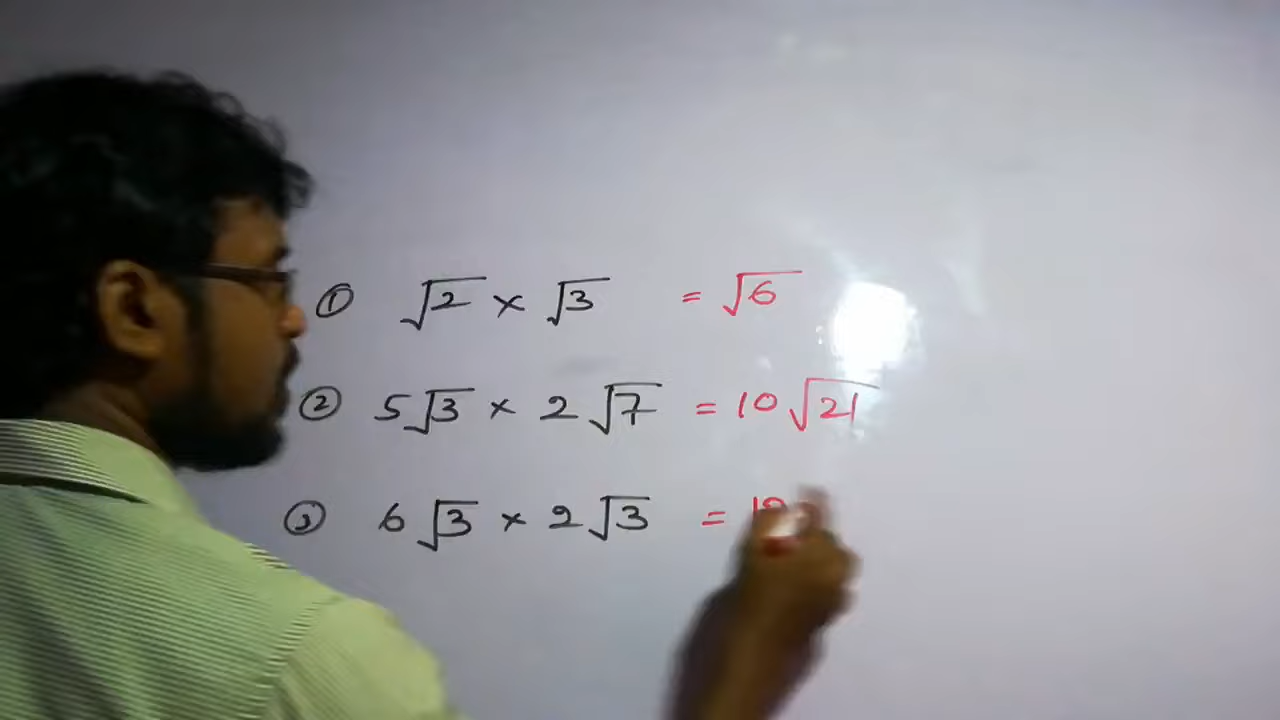 ① √2 × √3 = √6
② 5√3 × 2√7 = 10√21
③ 6√3 × 2√3 =